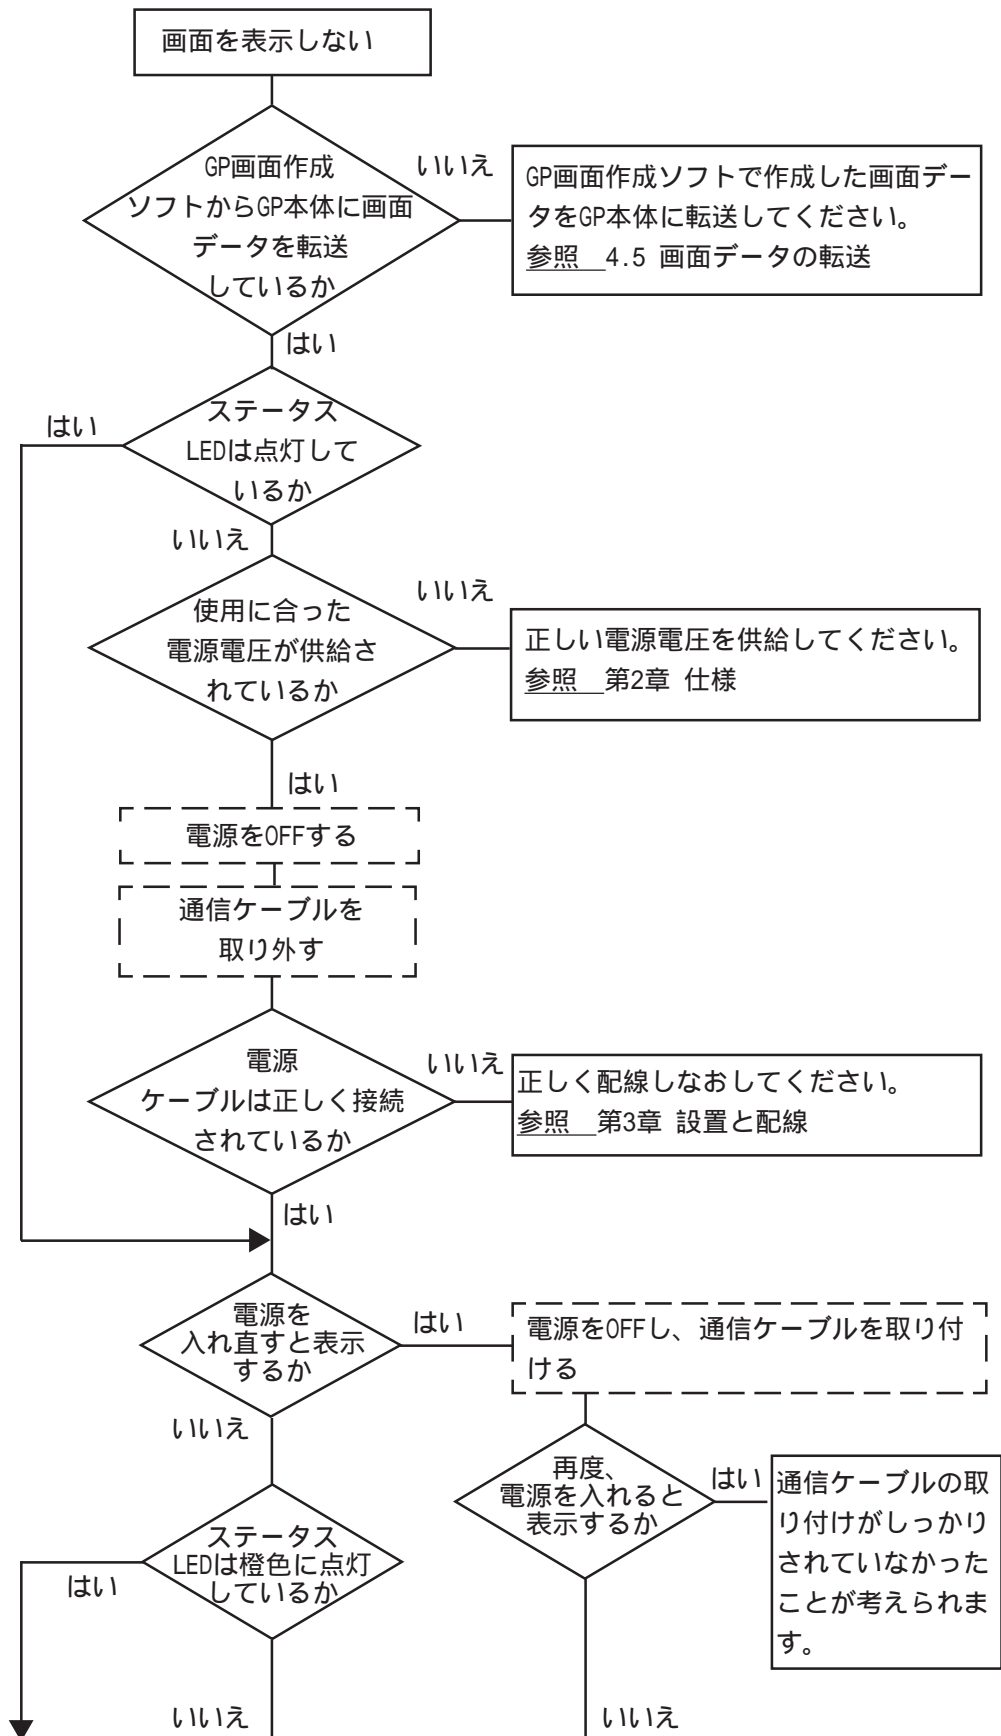 画面を表示しない
GP画面作成
ソフトからGP本体に画面
データを転送
しているか
いいえ
GP画面作成ソフトで作成した画面デー
タをGP本体に転送してください。
参照 4.5 画面データの転送
はい
ステータス
LEDは点灯して
いるか
はい
いいえ
使用に合った
電源電圧が供給さ
れているか
いいえ
正しい電源電圧を供給してください。
参照 第2章 仕様
はい
電源をOFFする
通信ケーブルを
取り外す
電源
ケーブルは正しく接続
されているか
いいえ
正しく配線しなおしてください。
参照 第3章 設置と配線
はい
電源を
入れ直すと表示
するか
はい
電源をOFFし、通信ケーブルを取り付
ける
いいえ
再度、
電源を入れると
表示するか
はい
通信ケーブルの取
り付けがしっかり
されていなかった
ことが考えられま
す。
ステータス
LEDは橙色に点灯
しているか
はい
いいえ
いいえ